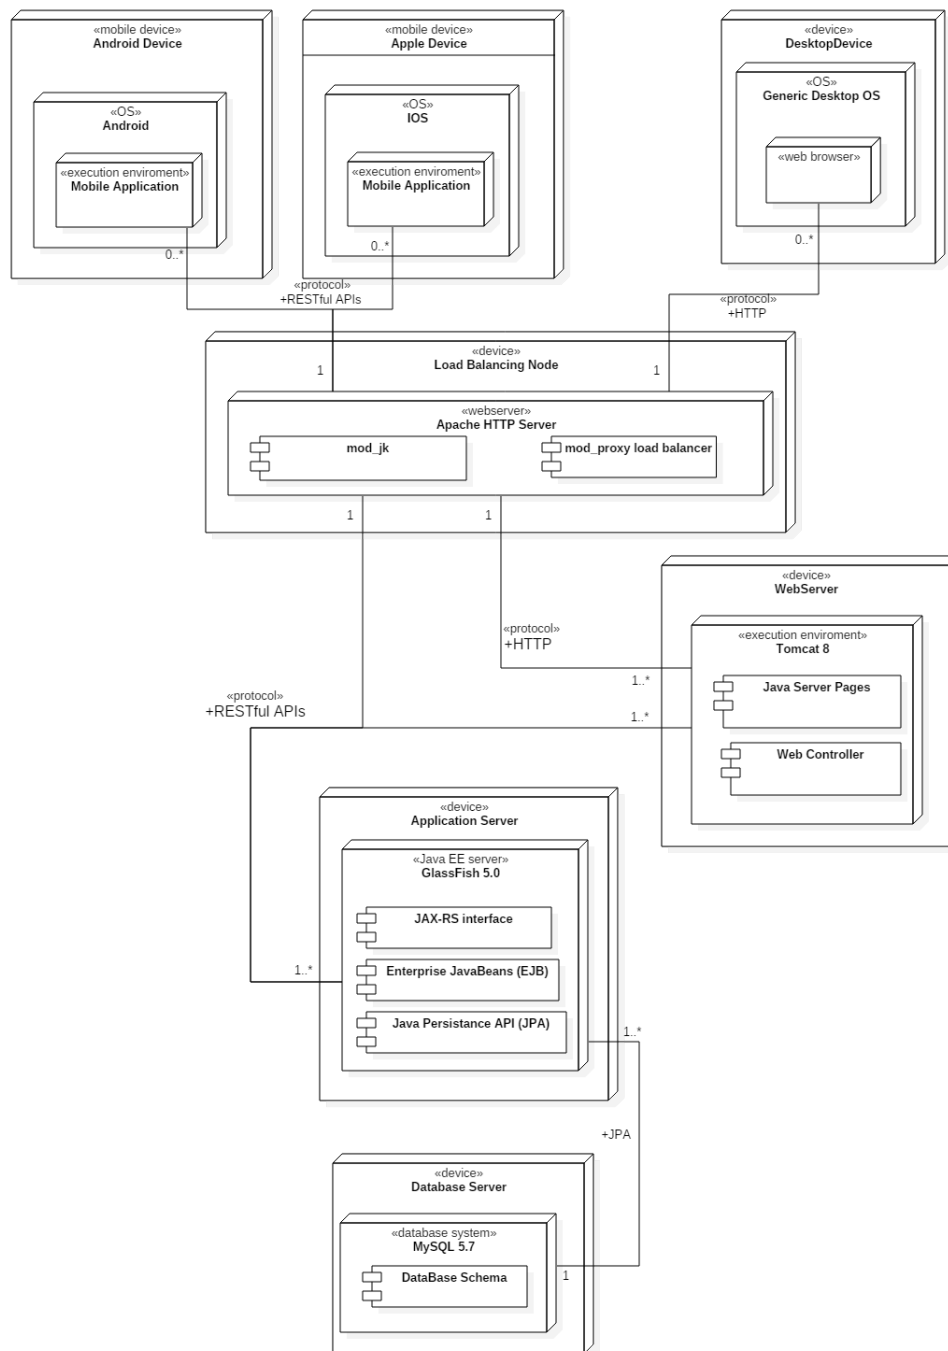 «mobile device»
Android Device
«OS»
Android
«execution enviroment»
Mobile Application
0..*
«mobile device»
Apple Device
«OS»
IOS
«execution enviroment»
Mobile Application
0..*
«device»
DesktopDevice
«OS»
Generic Desktop OS
«web browser»
0..*
«protocol»
+RESTful APIs
«protocol»
+HTTP
«device»
Load Balancing Node
1
1
«webserver»
Apache HTTP Server
mod_jk
mod_proxy load balancer
1
1
«protocol»
+HTTP
«device»
WebServer
«execution enviroment»
Tomcat 8
Java Server Pages
Web Controller
1..*
1..*
«protocol»
+RESTful APIs
«device»
Application Server
«Java EE server»
GlassFish 5.0
JAX-RS interface
Enterprise JavaBeans (EJB)
Java Persistance API (JPA)
1..*
1..*
+JPA
«device»
Database Server
«database system»
MySQL 5.7
DataBase Schema
1